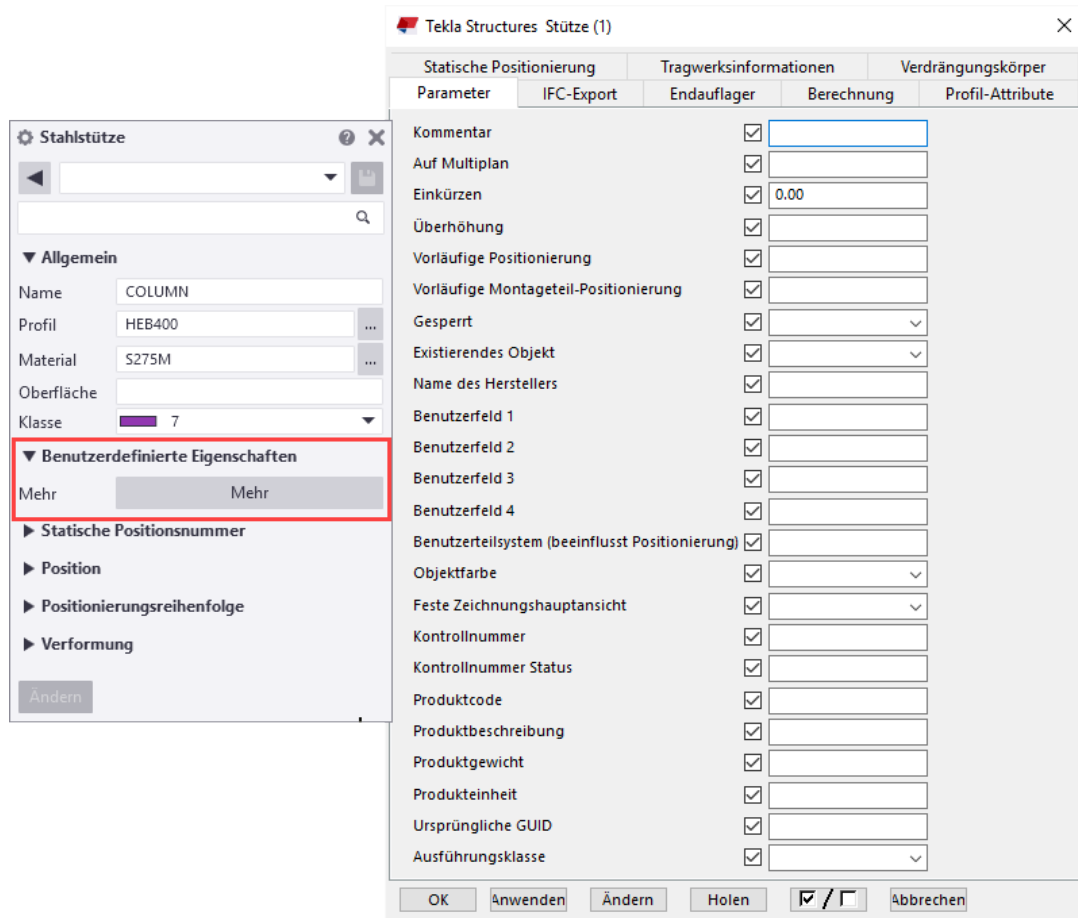 Stahlstütze
Allgemein
Name COLUMN
Profil HEB400 ...
Material S275M ...
Oberfläche
Klasse 7
Benutzerdefinierte Eigenschaften
Mehr Mehr
Statische Positionsnummer
Position
Positionierungsreihenfolge
Verformung
Ändern
Tekla Structures Stütze (1)
Statische Positionierung Tragwerksinformationen Verdrängungskörper
Parameter IFC-Export Endauflager Berechnung Profil-Attribute
Kommentar
Auf Multiplan
Einkürzen 0.00
Überhöhung
Vorläufige Positionierung
Vorläufige Montageteil-Positionierung
Gesperrt
Existierendes Objekt
Name des Herstellers
Benutzerfeld 1
Benutzerfeld 2
Benutzerfeld 3
Benutzerfeld 4
Benutzerteilsystem (beeinflusst Positionierung)
Objektfarbe
Feste Zeichnungshauptansicht
Kontrollnummer
Kontrollnummer Status
Produktcode
Produktbeschreibung
Produktgewicht
Produkteinheit
Ursprüngliche GUID
Ausführungsklasse
OK Anwenden Ändern Holen / Abbrechen